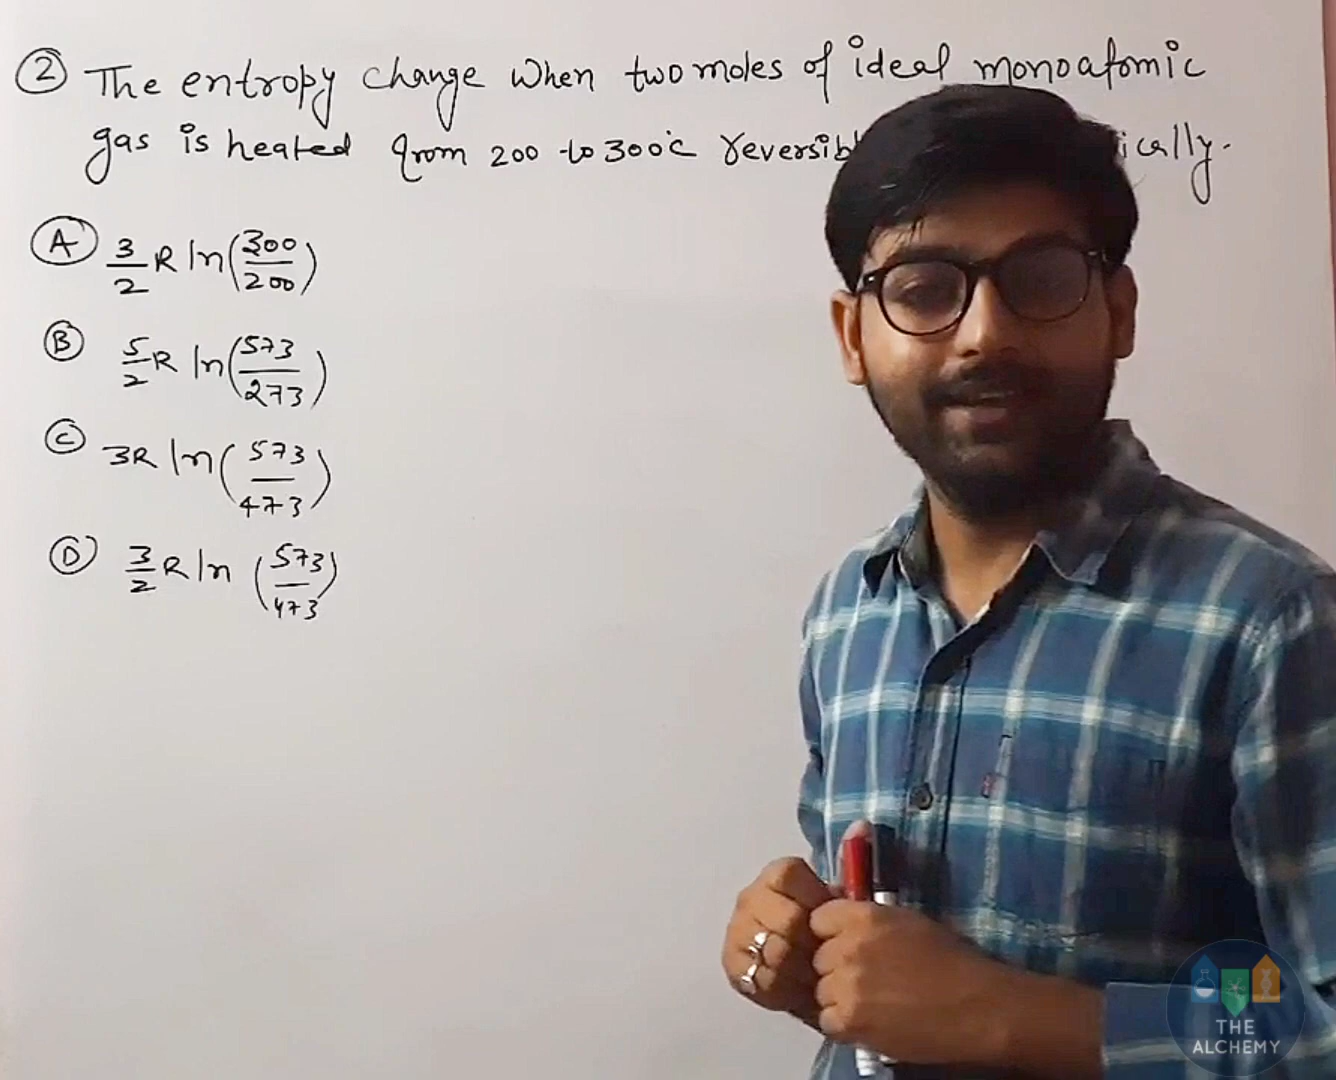 ② The entropy change when two moles of ideal monoatomic
gas is heated from 200 to 300°c reversib ically.
Ⓐ 3/2 R ln(300/200)
Ⓑ 5/2 R ln(573/273)
Ⓒ 3R ln(573/473)
Ⓓ 3/2 R ln (573/473)
THE
ALCHEMY